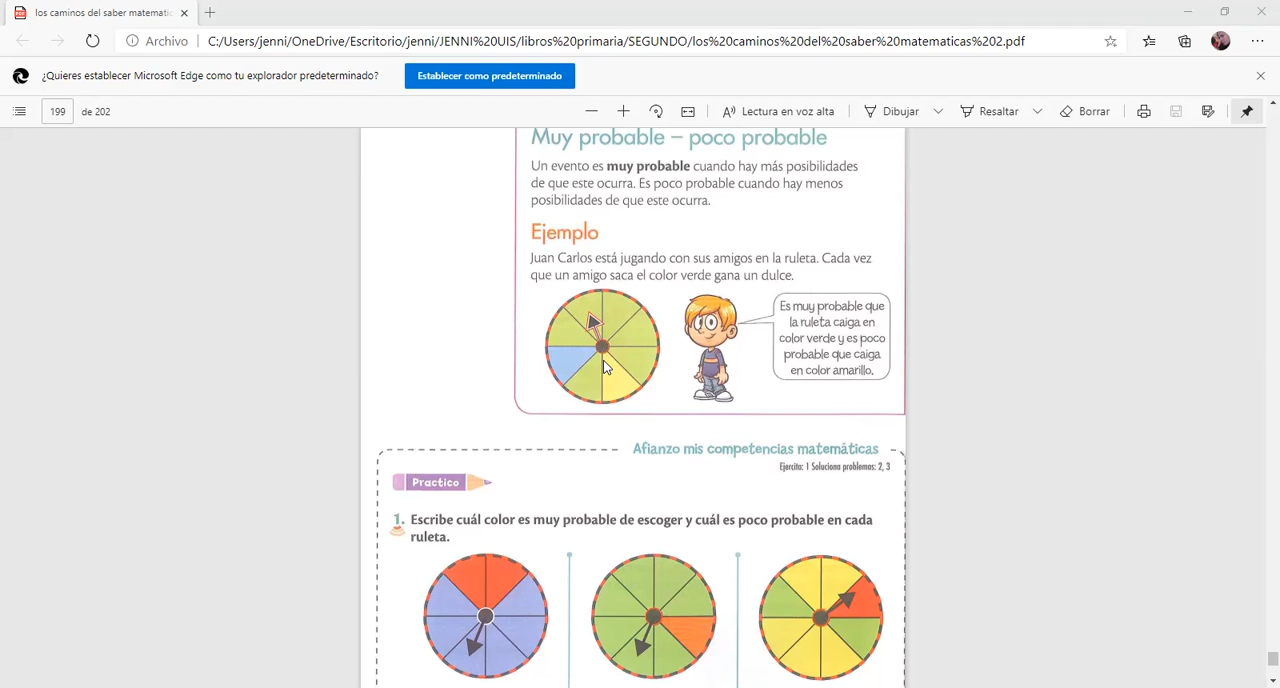 los caminos del saber matematic
Archivo
C:/Users/jenni/OneDrive/Escritorio/jenni/JENNI%20UIS/libros%20primaria/SEGUNDO/los%20caminos%20del%20saber%20matematicas%202.pdf
¿Quieres establecer Microsoft Edge como tu explorador predeterminado?
Establecer como predeterminado
199 de 202
Lectura en voz alta
Dibujar
Resaltar
Borrar
Muy probable – poco probable
Un evento es muy probable cuando hay más posibilidades
de que este ocurra. Es poco probable cuando hay menos
posibilidades de que este ocurra.
Ejemplo
Juan Carlos está jugando con sus amigos en la ruleta. Cada vez
que un amigo saca el color verde gana un dulce.
Es muy probable que
la ruleta caiga en
color verde y es poco
probable que caiga
en color amarillo.
Afianzo mis competencias matemáticas
Ejercito: 1 Soluciona problemas: 2, 3
Practico
1. Escribe cuál color es muy probable de escoger y cuál es poco probable en cada
ruleta.